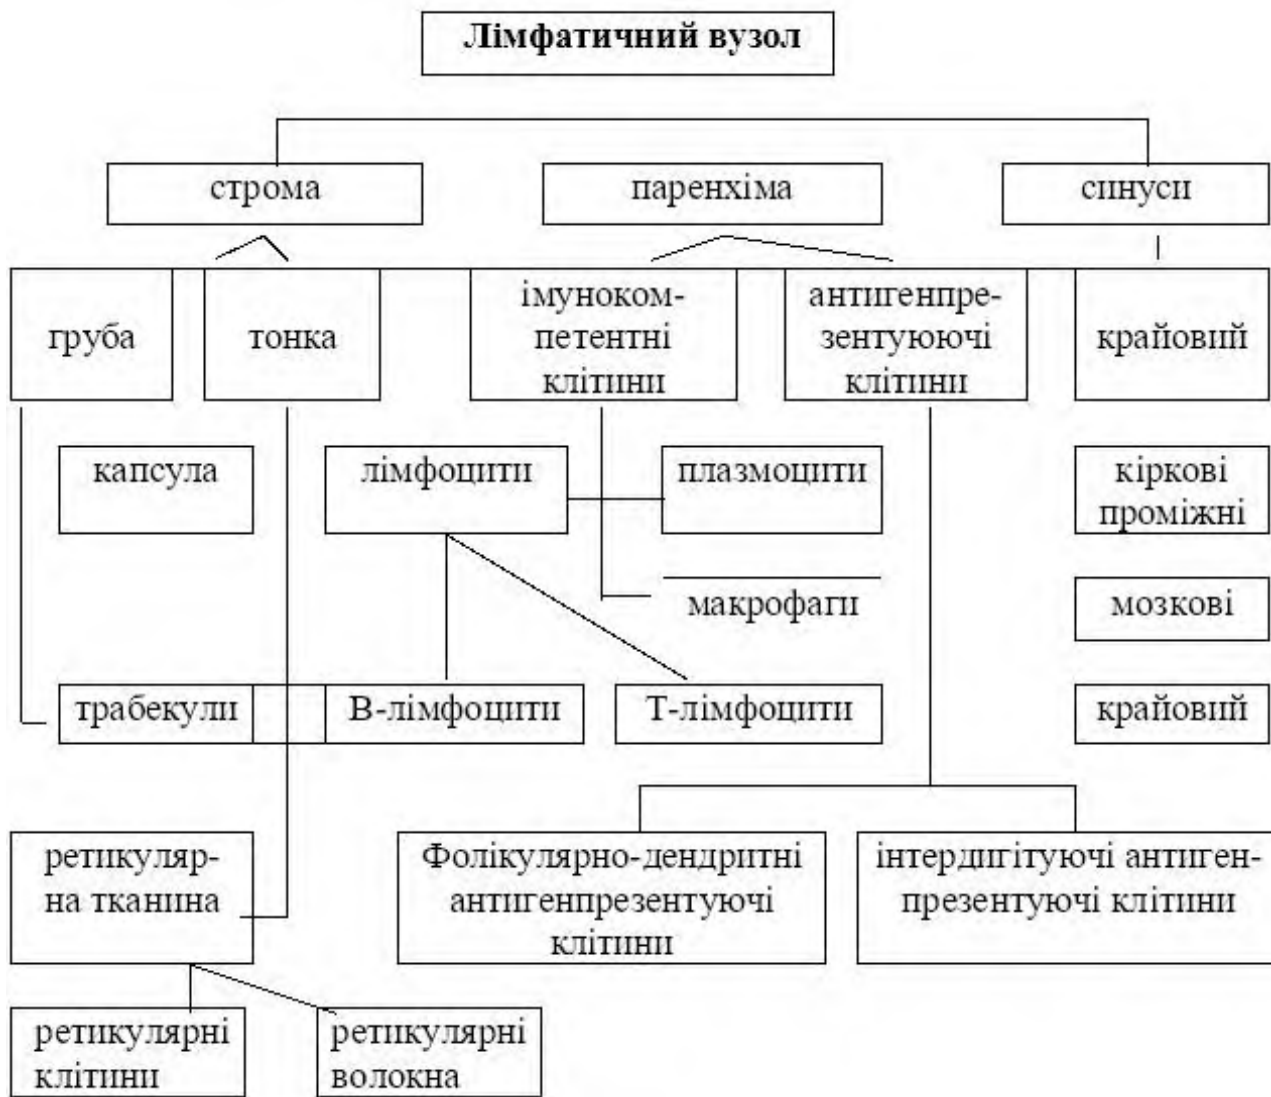 Лімфатичний вузол
строма
паренхіма
синуси
груба
тонка
імуноком-
петентні
клітини
антигенпре-
зентуюючі
клітини
крайовий
капсула
лімфоцити
плазмоцити
кіркові
проміжні
макрофаги
мозкові
трабекули
В-лімфоцити
Т-лімфоцити
крайовий
ретикуляр-
на тканина
Фолікулярно-дендритні
антигенпрезентуючі
клітини
інтердигітуючі антиген-
презентуючі клітини
ретикулярні
клітини
ретикулярні
волокна